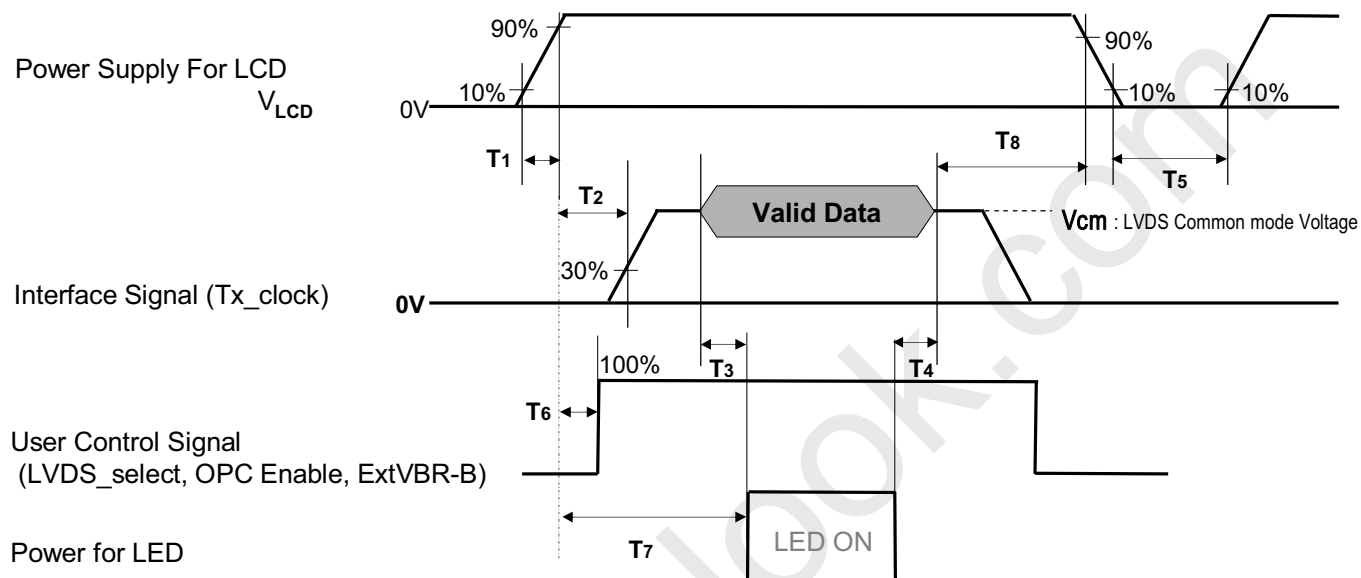 90%
90%
Power Supply For LCD
VLCD
10%
10%
10%
0V
T1
T8
T2
T5
Valid Data
Vcm : LVDS Common mode Voltage
30%
Interface Signal (Tx_clock)
0V
T3
T4
100%
T6
User Control Signal
(LVDS_select, OPC Enable, ExtVBR-B)
T7
LED ON
Power for LED
look.com